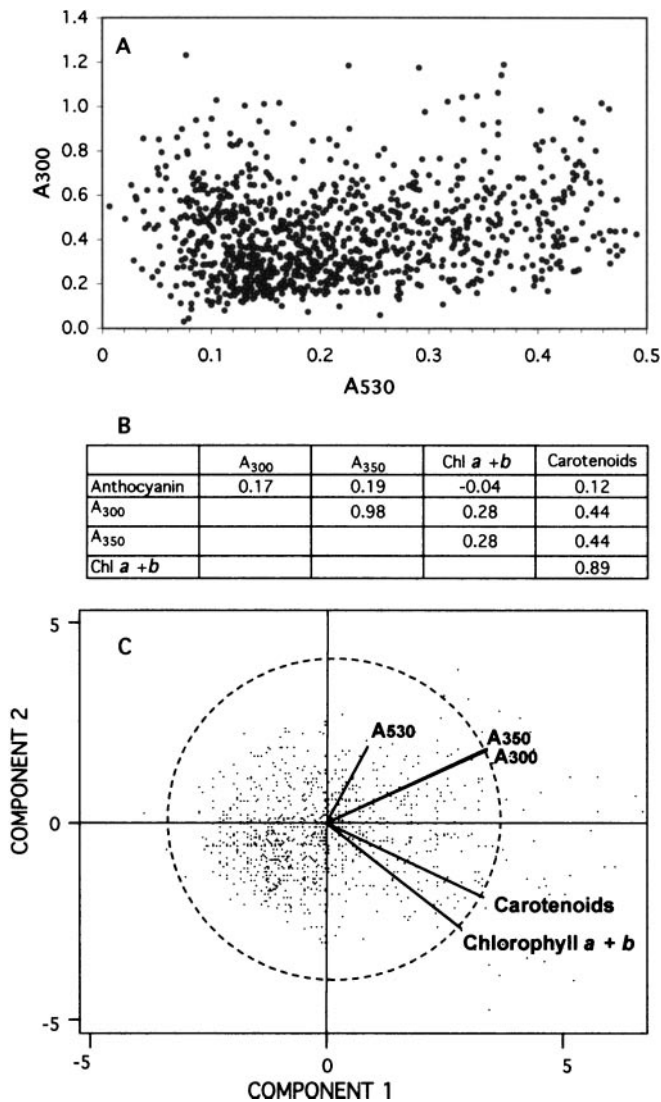 A
1.4
1.2
1.0
0.8
0.6
0.4
0.2
0.0
A300
0 0.1 0.2 0.3 0.4 0.5
A530
B
A300 A350 Chl a +b Carotenoids
Anthocyanin 0.17 0.19 -0.04 0.12
A300 0.98 0.28 0.44
A350 0.28 0.44
Chl a +b 0.89
C
5
0
-5
COMPONENT 2
A530
A350
A300
Carotenoids
Chlorophyll a + b
-5 0 5
COMPONENT 1